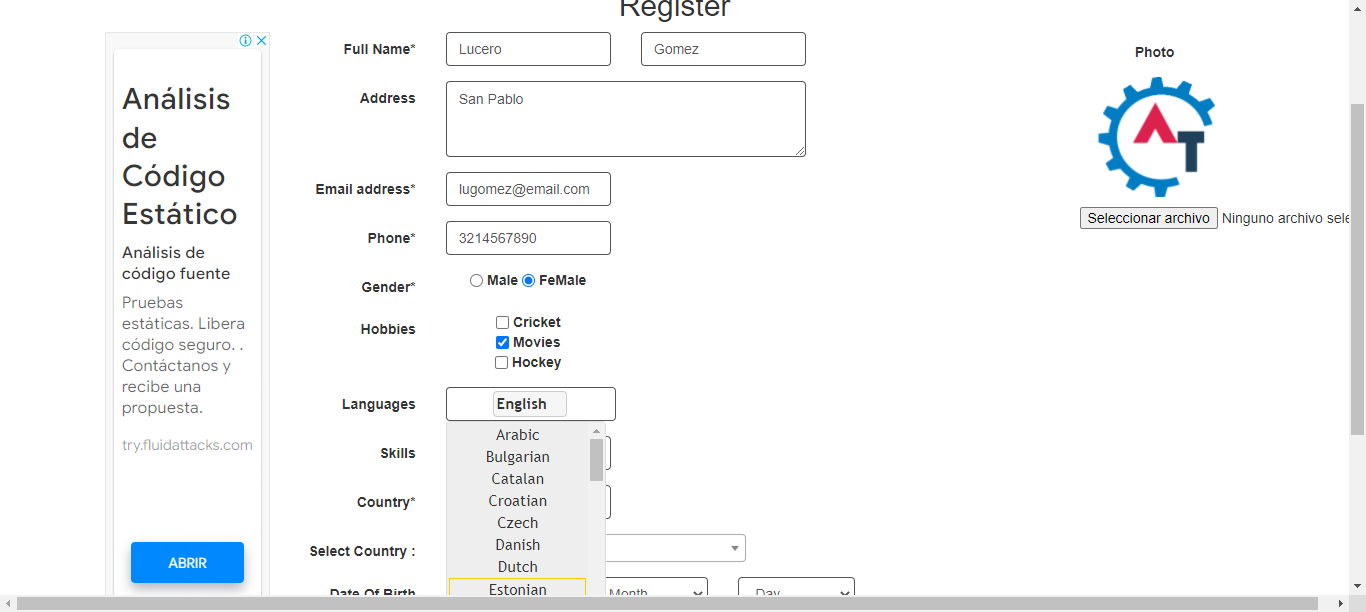 Register
Análisis
de
Código
Estático
Análisis de
código fuente
Pruebas
estáticas. Libera
código seguro. .
Contáctanos y
recibe una
propuesta.
try.fluidattacks.com
ABRIR
Full Name* Lucero Gomez
Address San Pablo
Email address* lugomez@email.com
Phone* 3214567890
Gender* Male FeMale
Hobbies Cricket
Movies
Hockey
Languages English
Arabic
Bulgarian
Skills
Catalan
Country* Croatian
Czech
Danish
Select Country :
Dutch
Estonian
Date Of Birth Month Day
Photo
AT
Seleccionar archivo Ninguno archivo sele